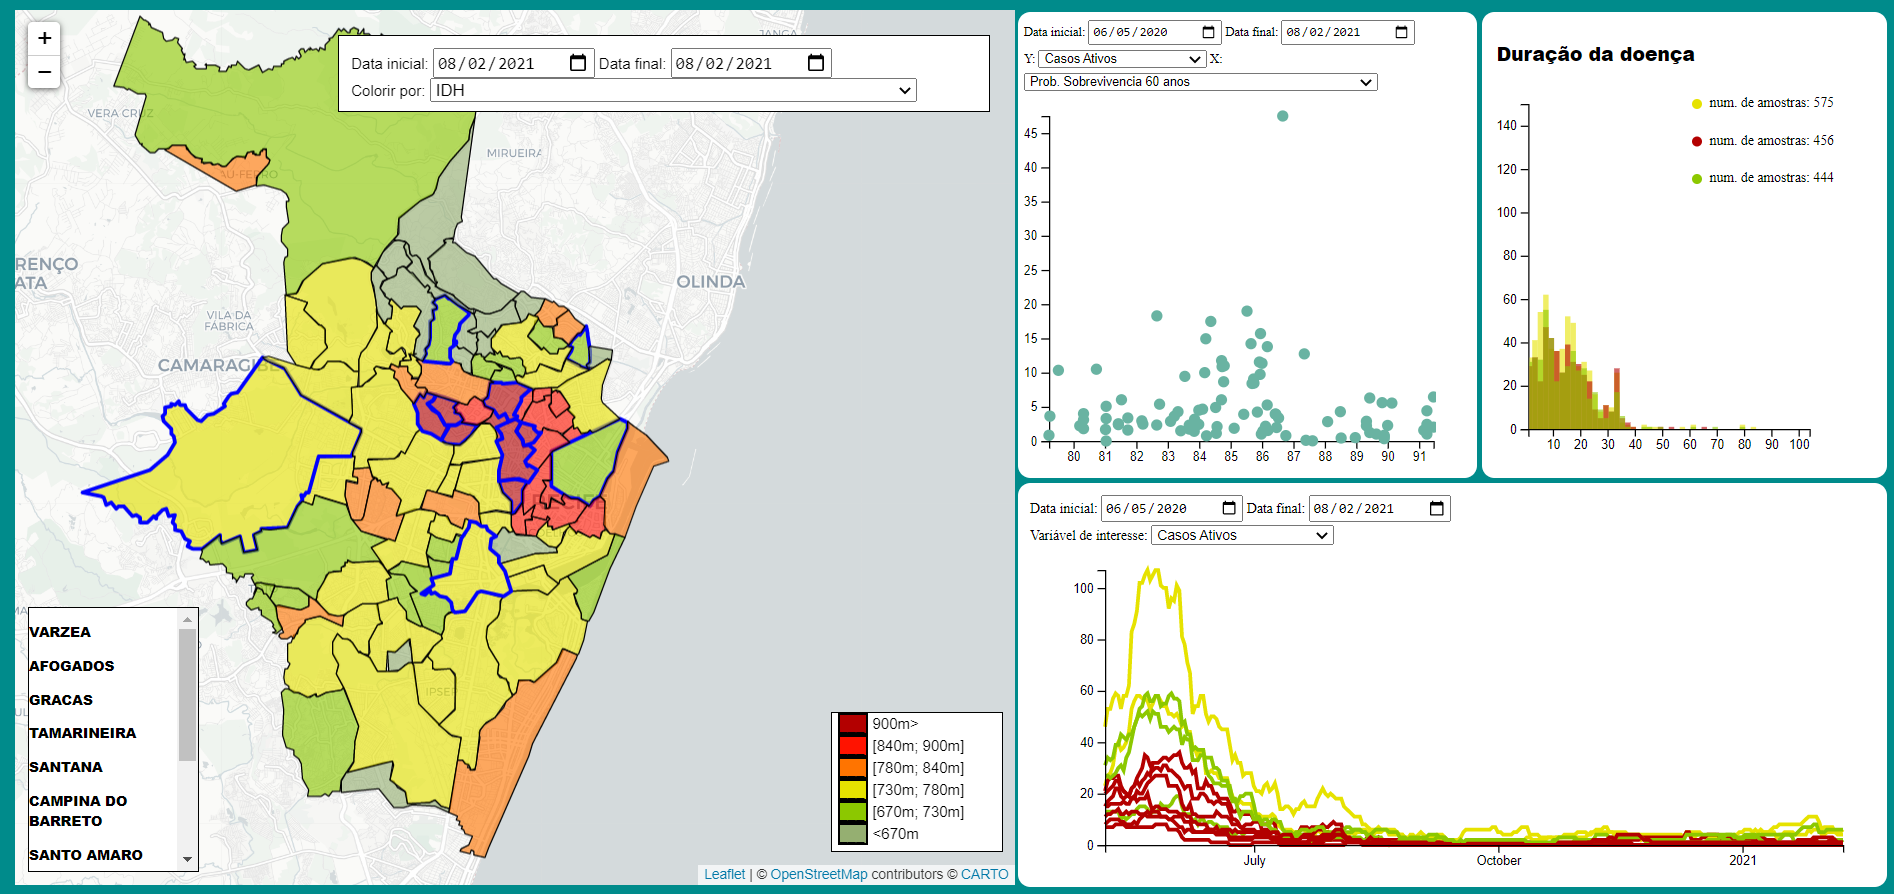 +
−
Data inicial: 08/02/2021 Data final: 08/02/2021
Colorir por: IDH
JANGA
VERA CRUZ
MIRUEIRA
AU-FERRO
RENÇO
ATA
OLINDA
VILA DA
FÁBRICA
CAMARAGIBE
RECIFE
IPSEP
VARZEA
AFOGADOS
GRACAS
TAMARINEIRA
SANTANA
CAMPINA DO
BARRETO
SANTO AMARO
900m>
[840m; 900m]
[780m; 840m]
[730m; 780m]
[670m; 730m]
<670m
Leaflet | © OpenStreetMap contributors © CARTO
Data inicial: 06/05/2020 Data final: 08/02/2021
Y: Casos Ativos X:
Prob. Sobrevivencia 60 anos
45
40
35
30
25
20
15
10
5
0
80 81 82 83 84 85 86 87 88 89 90 91
Duração da doença
num. de amostras: 575
num. de amostras: 456
num. de amostras: 444
140
120
100
80
60
40
20
0
10 20 30 40 50 60 70 80 90 100
Data inicial: 06/05/2020 Data final: 08/02/2021
Variável de interesse: Casos Ativos
100
80
60
40
20
0
July October 2021